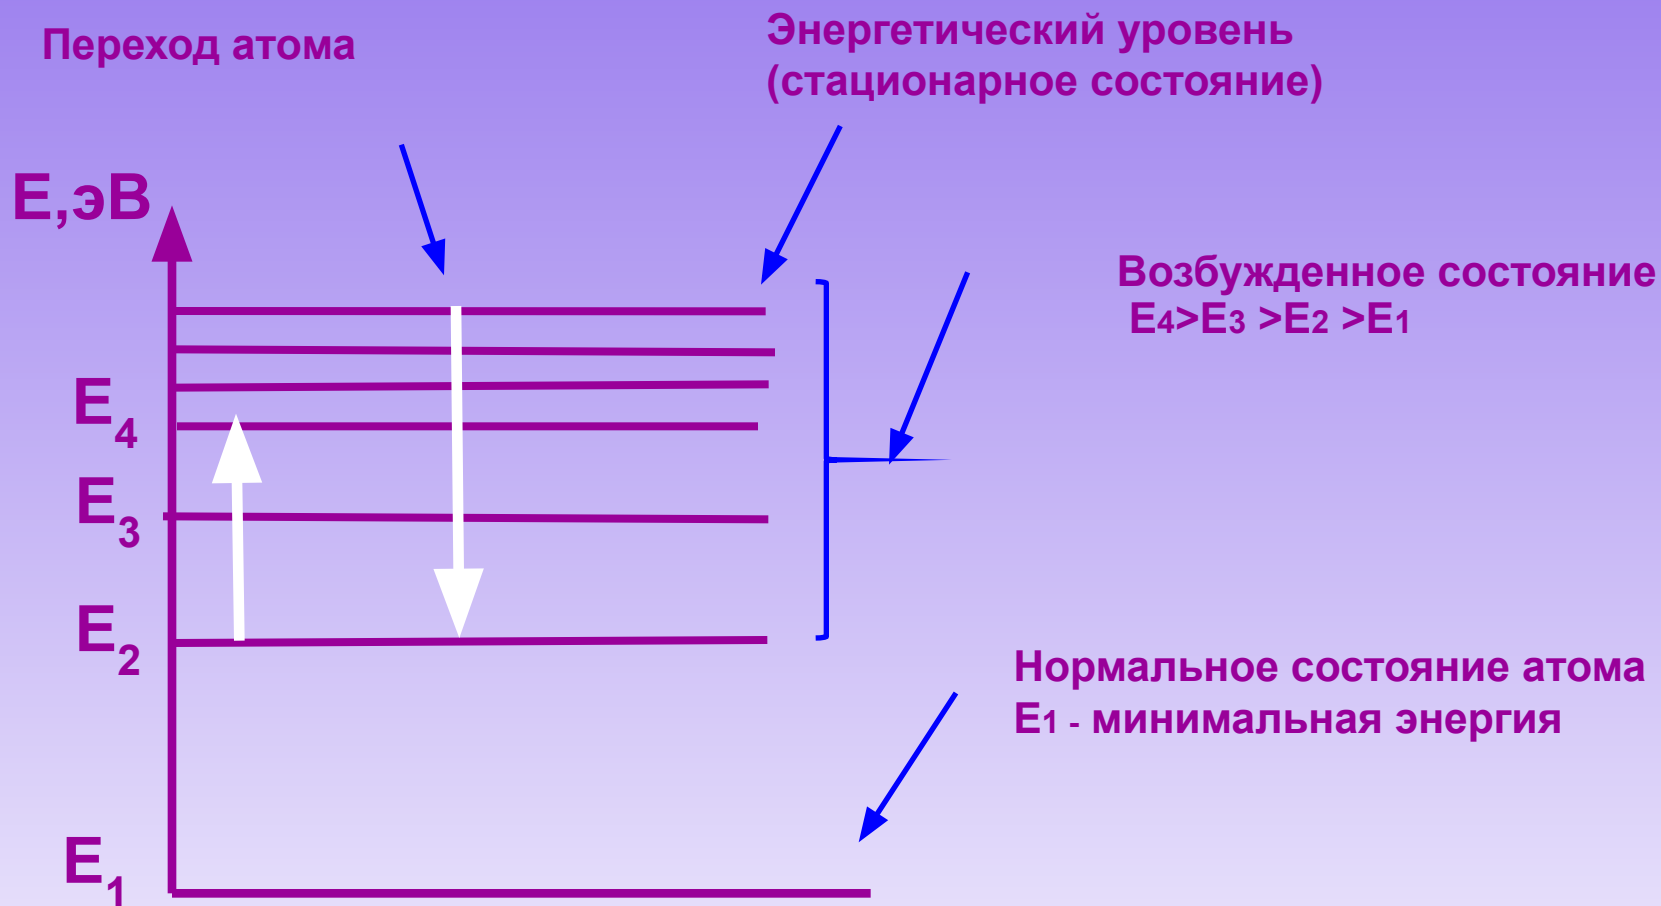 Переход атома
Энергетический уровень
(стационарное состояние)
Е,эВ
Возбужденное состояние
Е4>Е3 >Е2 >Е1
Е4
Е3
Е2
Нормальное состояние атома
Е1 - минимальная энергия
Е1